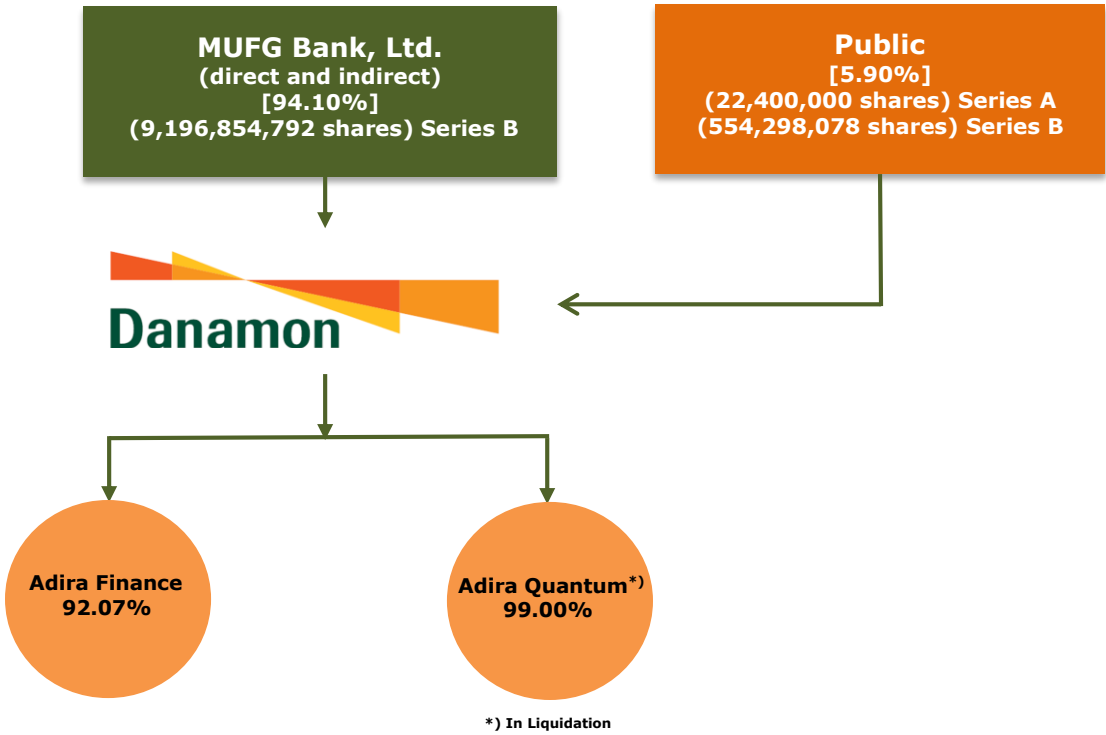 MUFG Bank, Ltd.
(direct and indirect)
[94.10%]
(9,196,854,792 shares) Series B
Public
[5.90%]
(22,400,000 shares) Series A
(554,298,078 shares) Series B
Danamon
Adira Finance
92.07%
Adira Quantum*)
99.00%
*) In Liquidation